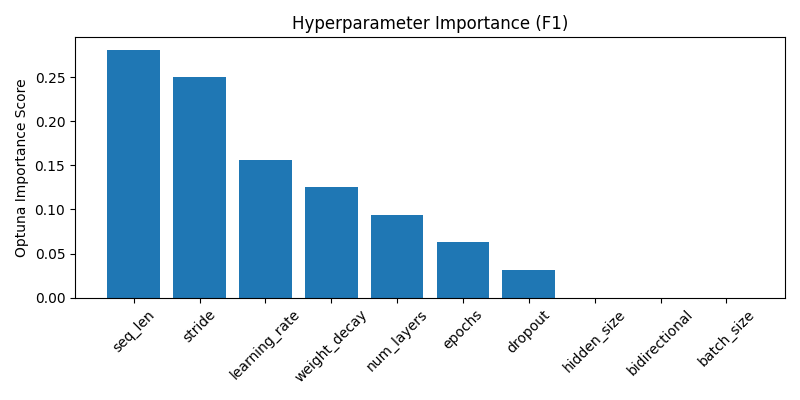 Hyperparameter Importance (F1)
Optuna Importance Score
0.25
0.20
0.15
0.10
0.05
0.00
seq_len
stride
learning_rate
weight_decay
num_layers
epochs
dropout
hidden_size
bidirectional
batch_size